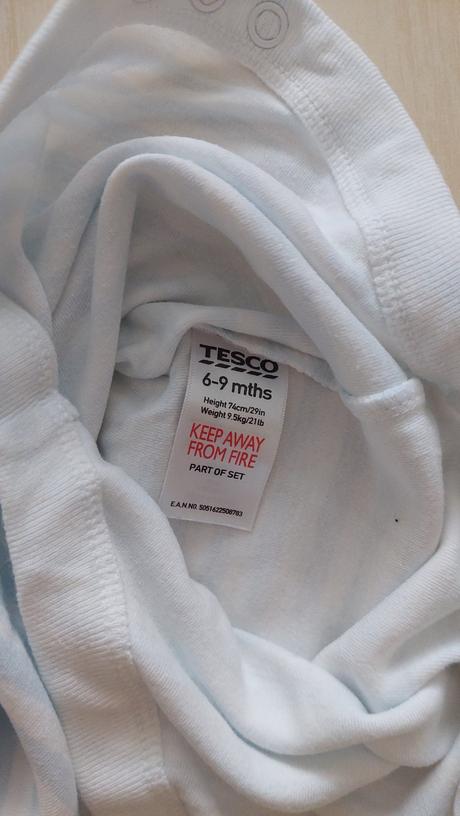 TESCO
6-9 mths
Height 74cm/29in
Weight 9.5kg/21lb
KEEP AWAY
FROM FIRE
PART OF SET
E.A.N NO. 5051622508783